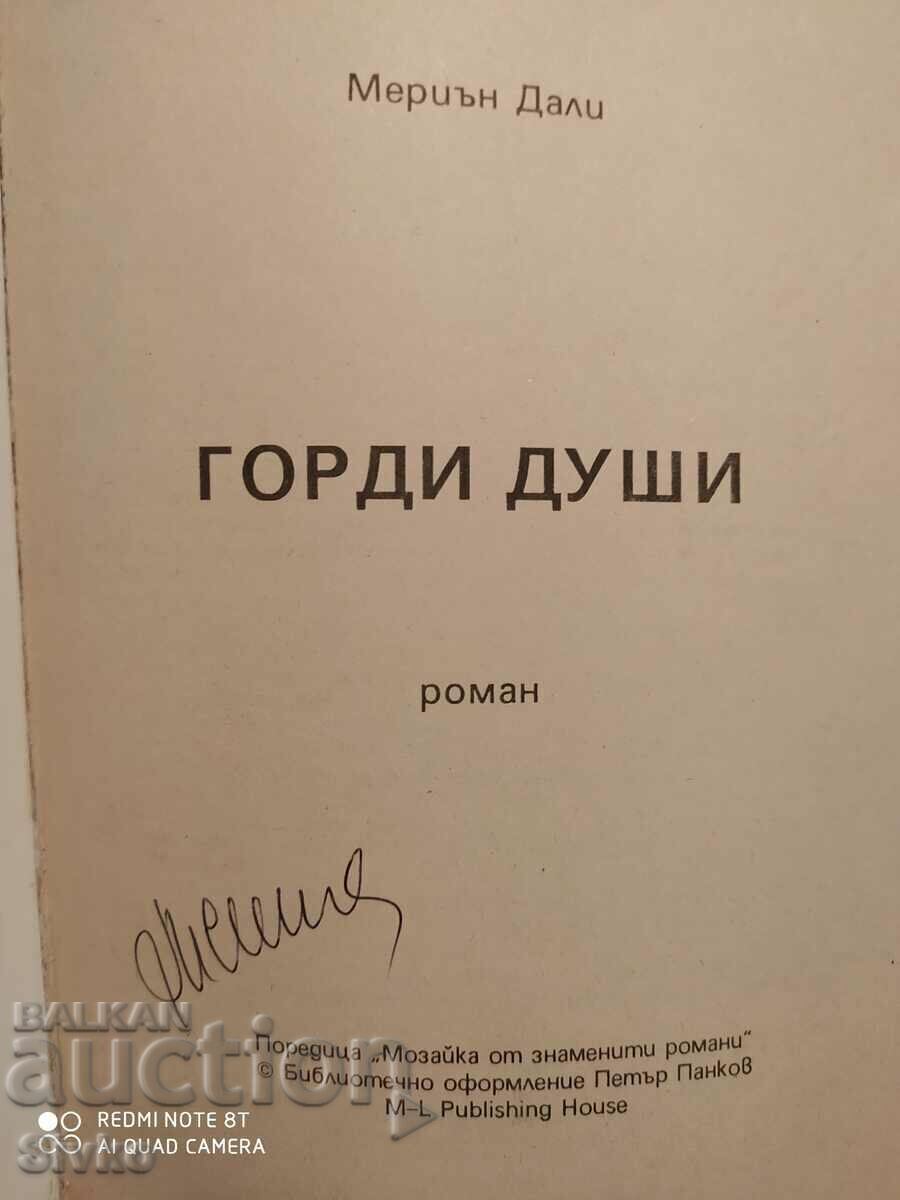 Мериън Дали
ГОРДИ ДУШИ
роман
Поредица „Мозайка от знаменити романи“
© Библиотечно оформление Петър Панков
M–L Publishing House
BALKAN
auction
REDMI NOTE 8T
AI QUAD CAMERA
Sivko